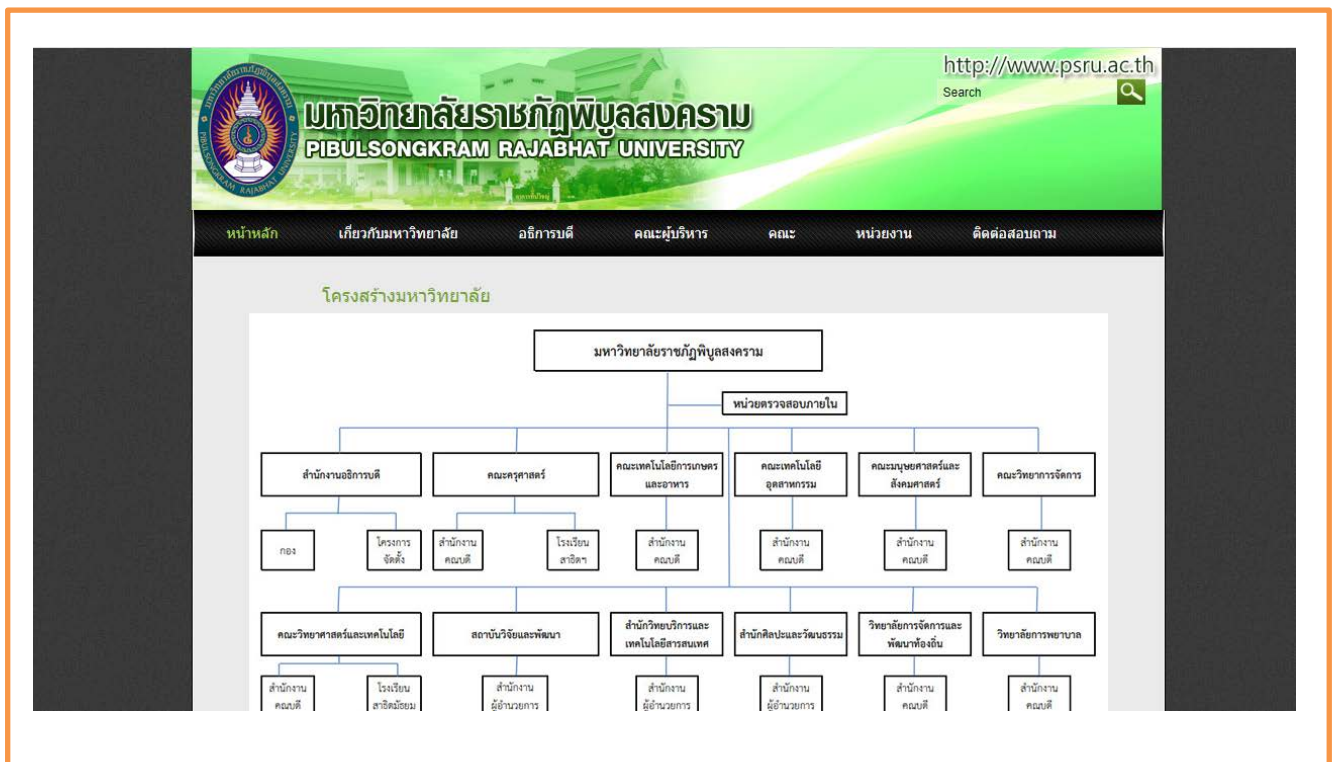 http://www.psru.ac.th
Search
มหาวิทยาลัยราชภัฏพิบูลสงคราม
PIBULSONGKRAM RAJABHAT UNIVERSITY
หน้าหลัก เกี่ยวกับมหาวิทยาลัย อธิการบดี คณะผู้บริหาร คณะ หน่วยงาน ติดต่อสอบถาม
โครงสร้างมหาวิทยาลัย
มหาวิทยาลัยราชภัฏพิบูลสงคราม
หน่วยตรวจสอบภายใน
สำนักงานอธิการบดี
คณะครุศาสตร์
คณะเทคโนโลยีการเกษตร
และอาหาร
คณะเทคโนโลยี
อุตสาหกรรม
คณะมนุษยศาสตร์และ
สังคมศาสตร์
คณะวิทยาการจัดการ
กอง
โครงการ
จัดตั้ง
สำนักงาน
คณบดี
โรงเรียน
สาธิตฯ
สำนักงาน
คณบดี
สำนักงาน
คณบดี
สำนักงาน
คณบดี
สำนักงาน
คณบดี
คณะวิทยาศาสตร์และเทคโนโลยี
สถาบันวิจัยและพัฒนา
สำนักวิทยบริการและ
เทคโนโลยีสารสนเทศ
สำนักศิลปะและวัฒนธรรม
วิทยาลัยการจัดการและ
พัฒนาท้องถิ่น
วิทยาลัยการพยาบาล
สำนักงาน
คณบดี
โรงเรียน
สาธิตมัธยม
สำนักงาน
ผู้อำนวยการ
สำนักงาน
ผู้อำนวยการ
สำนักงาน
ผู้อำนวยการ
สำนักงาน
คณบดี
สำนักงาน
คณบดี